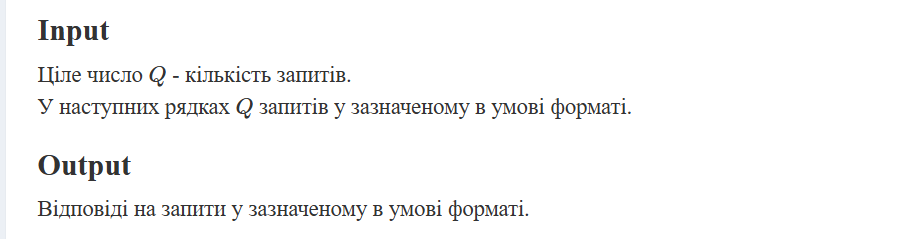 Input
Ціле число Q - кількість запитів.
У наступних рядках Q запитів у зазначеному в умові форматі.
Output
Відповіді на запити у зазначеному в умові форматі.